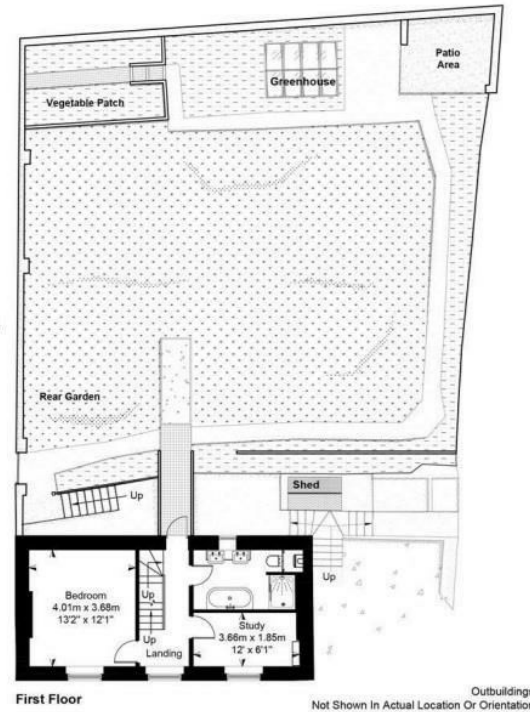 Patio
Area
Greenhouse
Vegetable Patch
Rear Garden
Up
Shed
Up
Bedroom
4.01m x 3.68m
13'2" x 12'1"
Up
Up
Landing
Study
3.66m x 1.85m
12' x 6'1"
First Floor
Outbuilding
Not Shown In Actual Location Or Orientatio